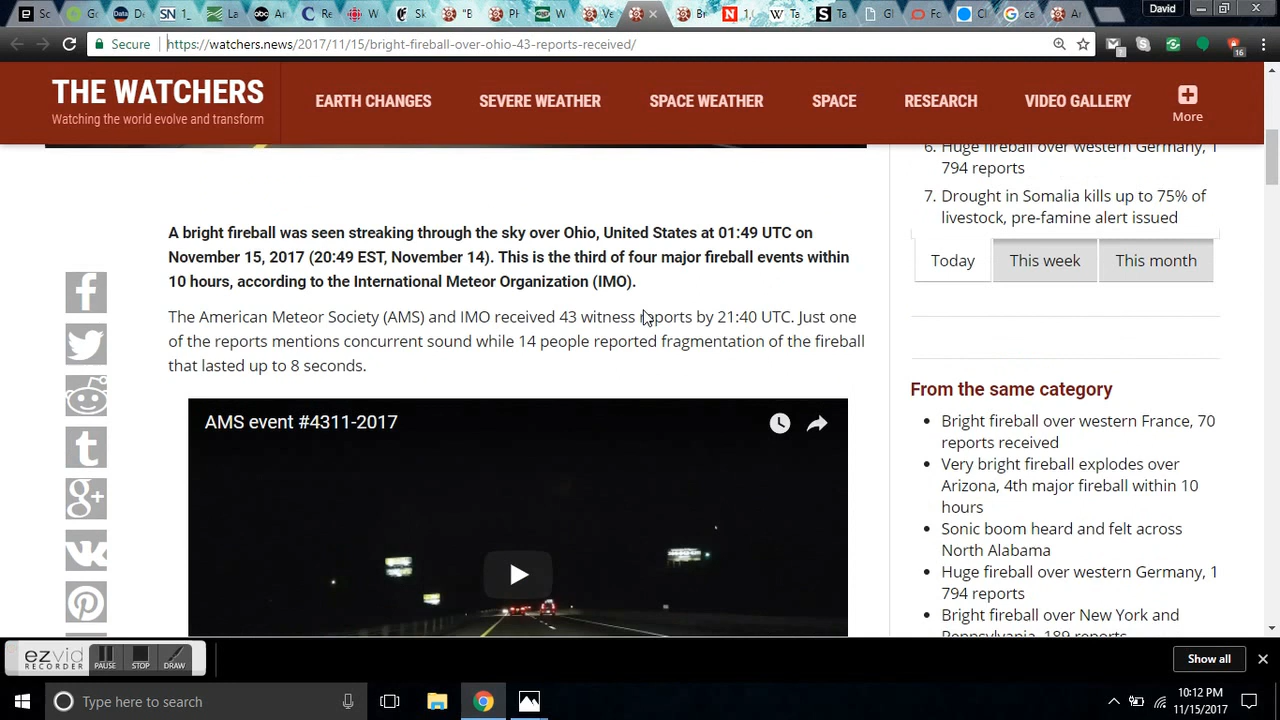 David
Secure
https://watchers.news/2017/11/15/bright-fireball-over-ohio-43-reports-received/
16
THE WATCHERS
Watching the world evolve and transform
EARTH CHANGES
SEVERE WEATHER
SPACE WEATHER
SPACE
RESEARCH
VIDEO GALLERY
More
A bright fireball was seen streaking through the sky over Ohio, United States at 01:49 UTC on
November 15, 2017 (20:49 EST, November 14). This is the third of four major fireball events within
10 hours, according to the International Meteor Organization (IMO).
The American Meteor Society (AMS) and IMO received 43 witness reports by 21:40 UTC. Just one
of the reports mentions concurrent sound while 14 people reported fragmentation of the fireball
that lasted up to 8 seconds.
AMS event #4311-2017
6. Huge fireball over western Germany, 1
794 reports
7. Drought in Somalia kills up to 75% of
livestock, pre-famine alert issued
Today
This week
This month
From the same category
Bright fireball over western France, 70
reports received
Very bright fireball explodes over
Arizona, 4th major fireball within 10
hours
Sonic boom heard and felt across
North Alabama
Huge fireball over western Germany, 1
794 reports
Bright fireball over New York and
Pennsylvania, 189 reports
ezvid
RECORDER
PAUSE
STOP
DRAW
Show all
Type here to search
10:12 PM
11/15/2017